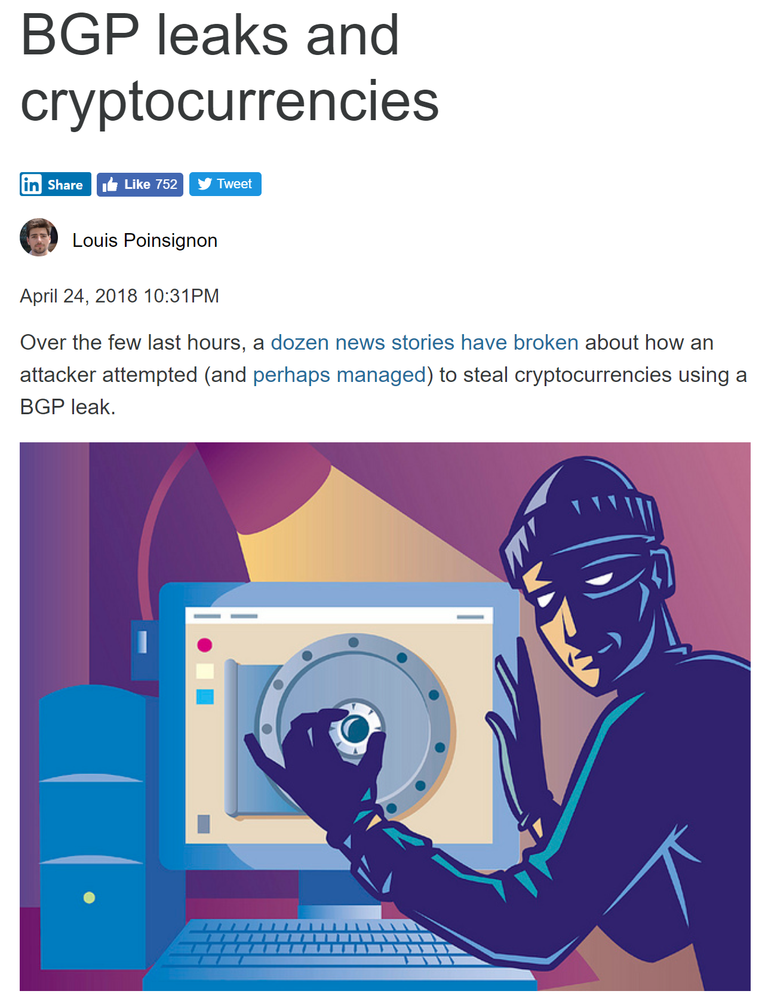 BGP leaks and
cryptocurrencies
in Share Like 752 Tweet
Louis Poinsignon
April 24, 2018 10:31PM
Over the few last hours, a dozen news stories have broken about how an
attacker attempted (and perhaps managed) to steal cryptocurrencies using a
BGP leak.